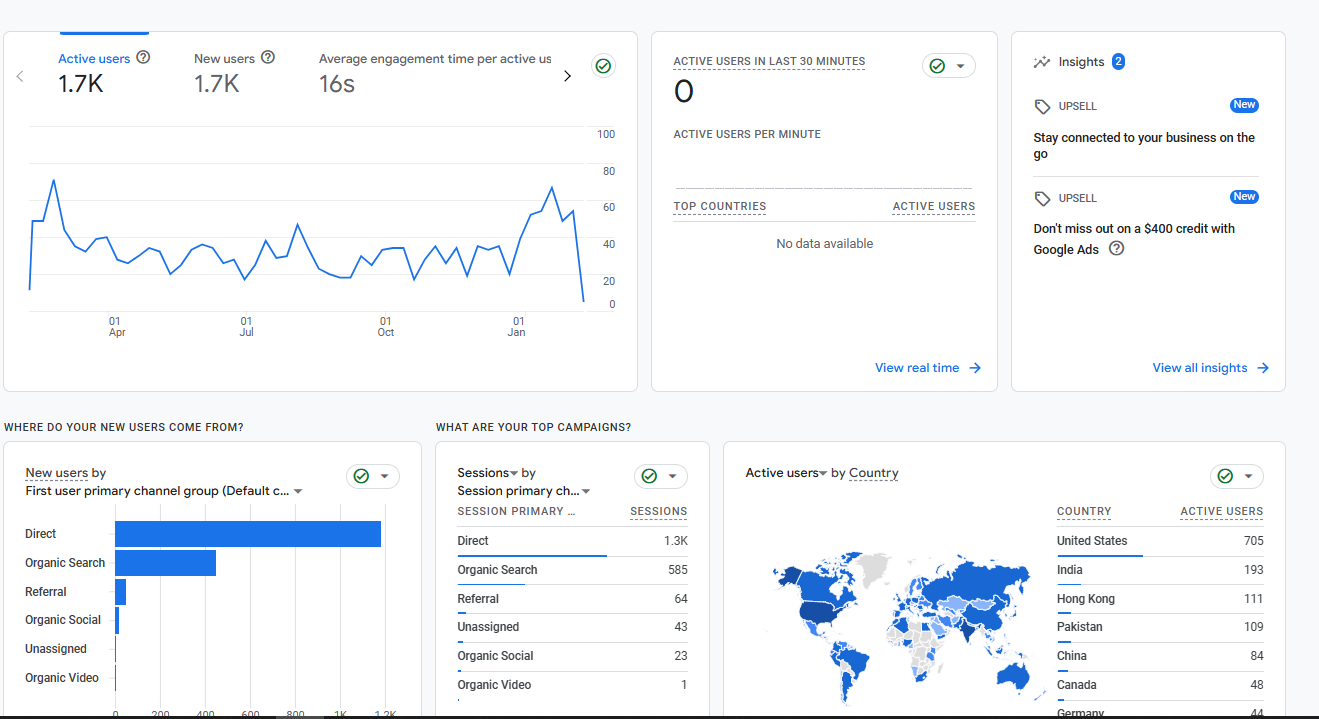 Active users
1.7K
New users
1.7K
Average engagement time per active us
16s
100
80
60
40
20
0
01
Apr
01
Jul
01
Oct
01
Jan
ACTIVE USERS IN LAST 30 MINUTES
0
ACTIVE USERS PER MINUTE
TOP COUNTRIES ACTIVE USERS
No data available
View real time
Insights 2
UPSELL New
Stay connected to your business on the
go
UPSELL New
Don't miss out on a $400 credit with
Google Ads
View all insights
WHERE DO YOUR NEW USERS COME FROM?
New users by
First user primary channel group (Default c...
Direct
Organic Search
Referral
Organic Social
Unassigned
Organic Video
0 200 400 600 800 1K 1.2K
WHAT ARE YOUR TOP CAMPAIGNS?
Sessions by
Session primary ch...
SESSION PRIMARY ... SESSIONS
Direct 1.3K
Organic Search 585
Referral 64
Unassigned 43
Organic Social 23
Organic Video 1
Active users by Country
COUNTRY ACTIVE USERS
United States 705
India 193
Hong Kong 111
Pakistan 109
China 84
Canada 48
Germany 44